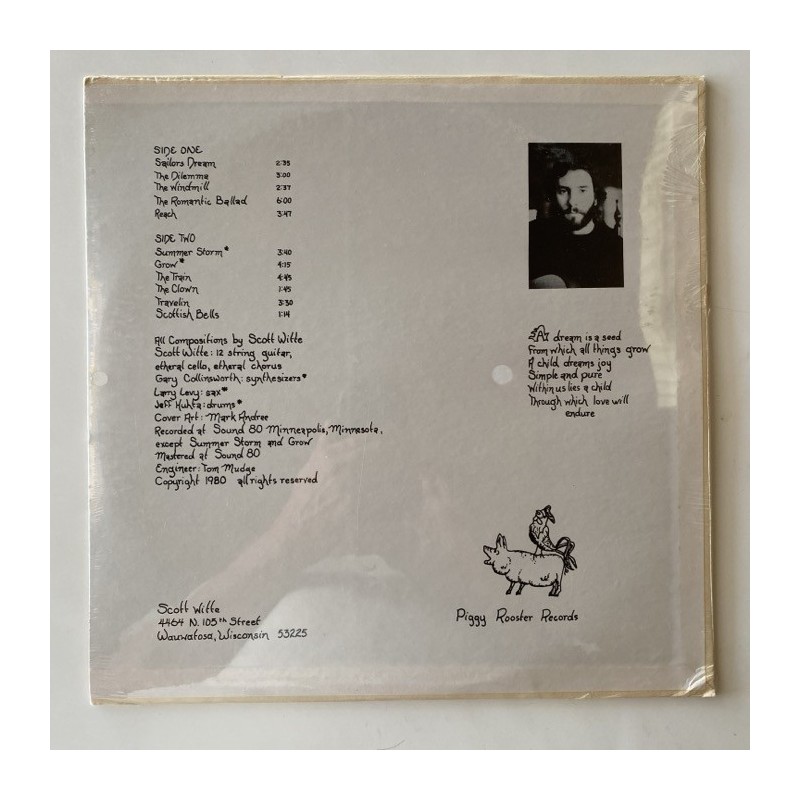 SIDE ONE
Sailors Dream 2:35
The Dilemma 3:00
The Windmill 2:37
The Romantic Ballad 6:00
Reach 3:47
SIDE TWO
Summer Storm* 3:40
Grow* 4:15
The Train 4:45
The Clown 1:45
Travelin 3:30
Scottish Bells 1:14
All Compositions by Scott Witte
Scott Witte: 12 string guitar,
etheral cello, etheral chorus
Gary Collinsworth: synthesizers*
Larry Levy: sax*
Jeff Kukta: drums*
Cover Art: Mark Andree
Recorded at Sound 80 Minneapolis, Minnesota,
except Summer Storm and Grow
Mastered at Sound 80
Engineer: Tom Mudge
Copyright 1980 all rights reserved
Scott Witte
4464 N. 105th Street
Wauwatosa, Wisconsin 53225
A dream is a seed
From which all things grow
A child dreams joy
Simple and pure
Within us lies a child
Through which love will
endure
Piggy Rooster Records